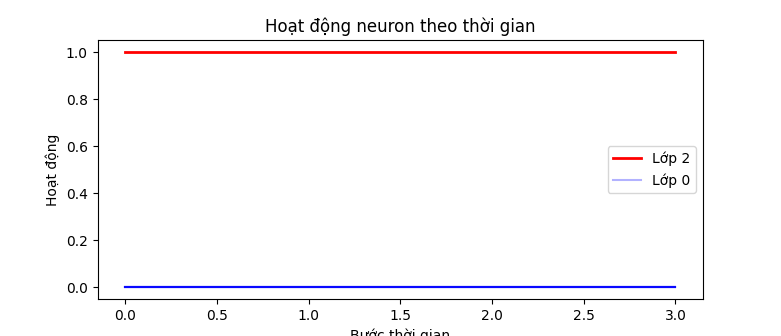 Hoạt động neuron theo thời gian
1.0
0.8
0.6
0.4
0.2
0.0
Hoạt động
Lớp 2
Lớp 0
0.0 0.5 1.0 1.5 2.0 2.5 3.0
Bước thời gian